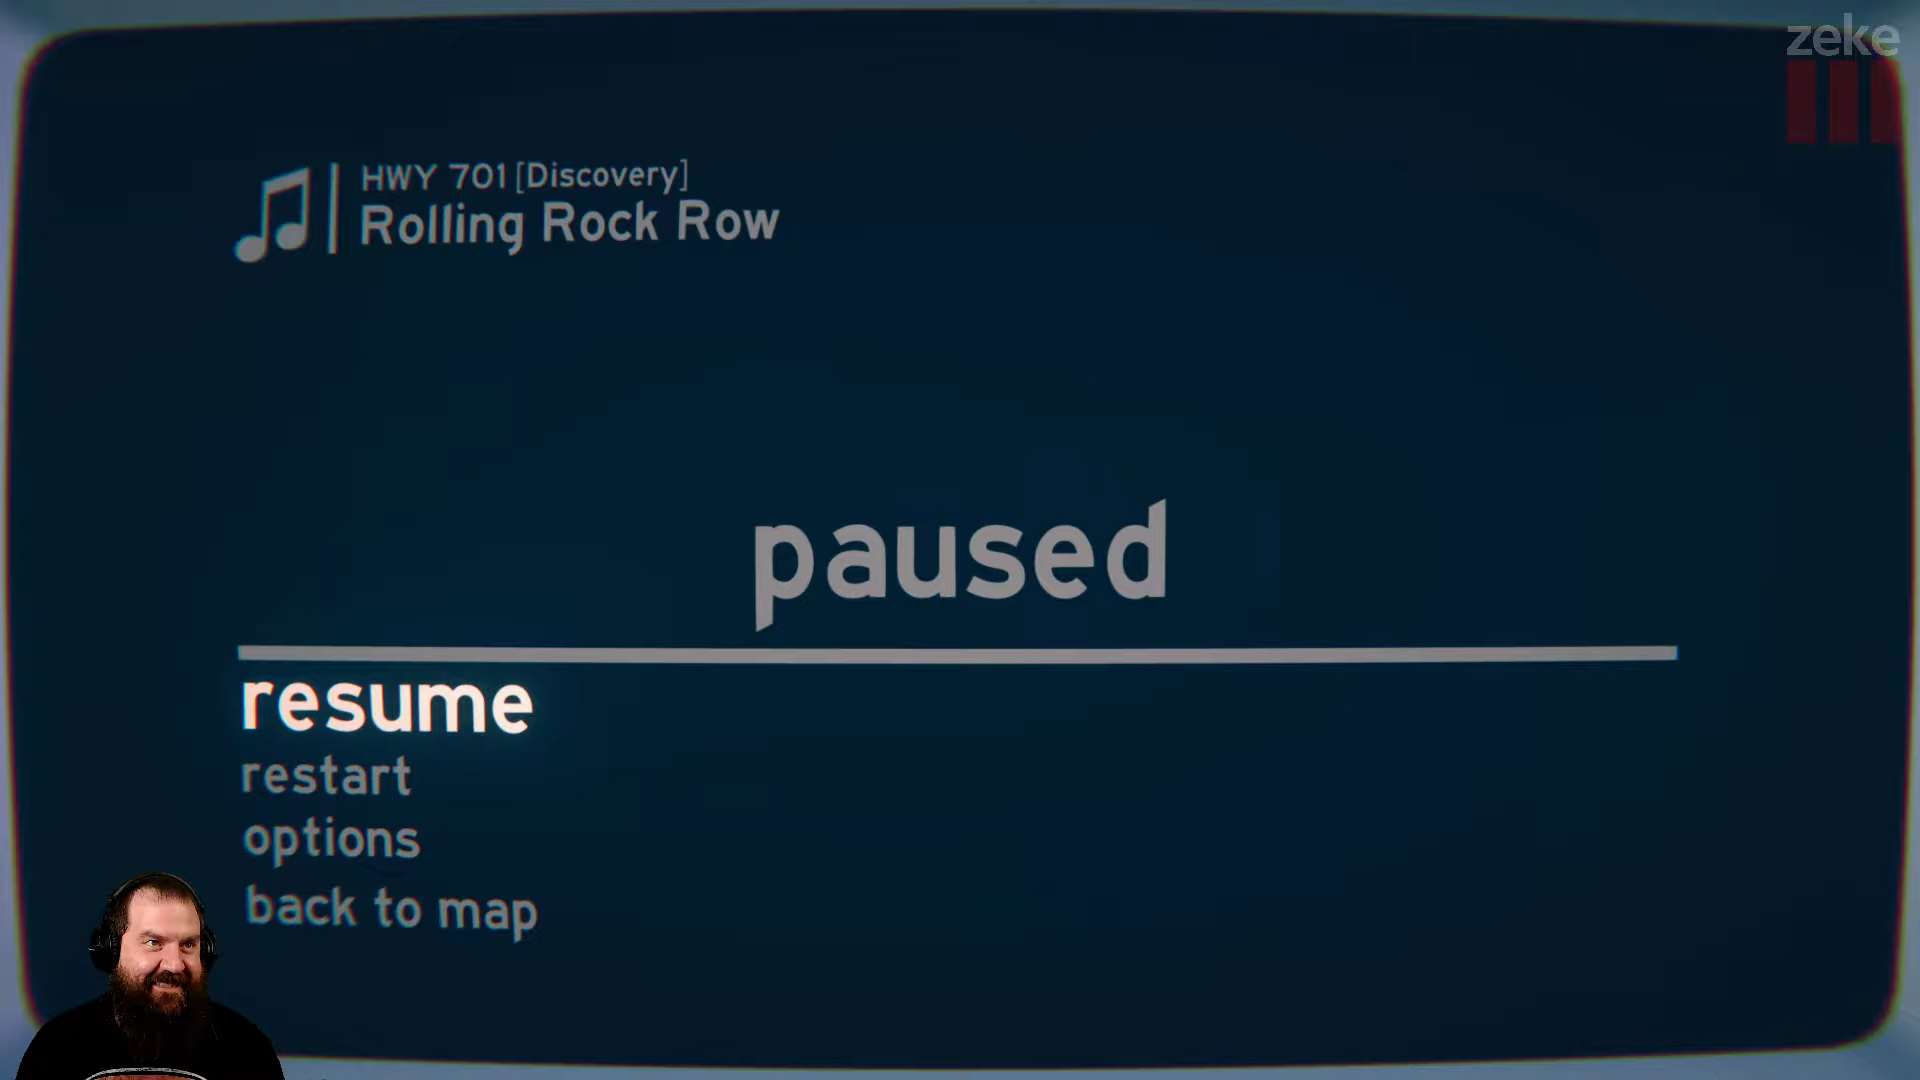 zeke
HWY 701 [Discovery]
Rolling Rock Row
paused
resume
restart
options
back to map